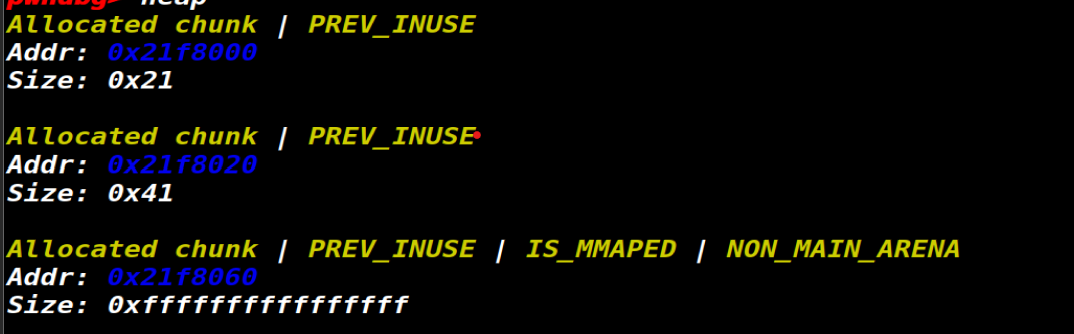 pwndbg> heap
Allocated chunk | PREV_INUSE
Addr: 0x21f8000
Size: 0x21
Allocated chunk | PREV_INUSE
Addr: 0x21f8020
Size: 0x41
Allocated chunk | PREV_INUSE | IS_MMAPED | NON_MAIN_ARENA
Addr: 0x21f8060
Size: 0xffffffffffffffff